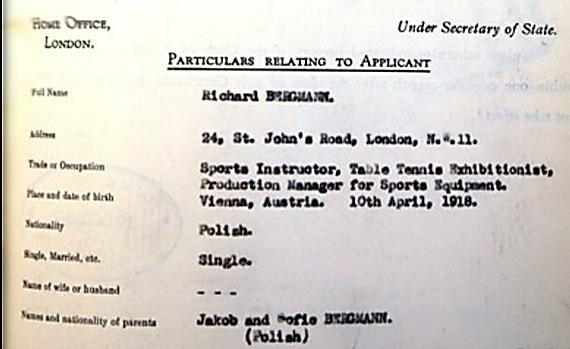 Home Office,
London.
Under Secretary of State.
Particulars relating to Applicant
Full Name
Richard BERGMANN.
Address
24, St. John's Road, London, N.W.11.
Trade or Occupation
Sports Instructor, Table Tennis Exhibitionist,
Production Manager for Sports Equipment.
Place and date of birth
Vienna, Austria. 10th April, 1918.
Nationality
Polish.
Single, Married, etc.
Single.
Name of wife or husband
- - -
Names and nationality of parents
Jakob and Sofie BERGMANN.
(Polish)